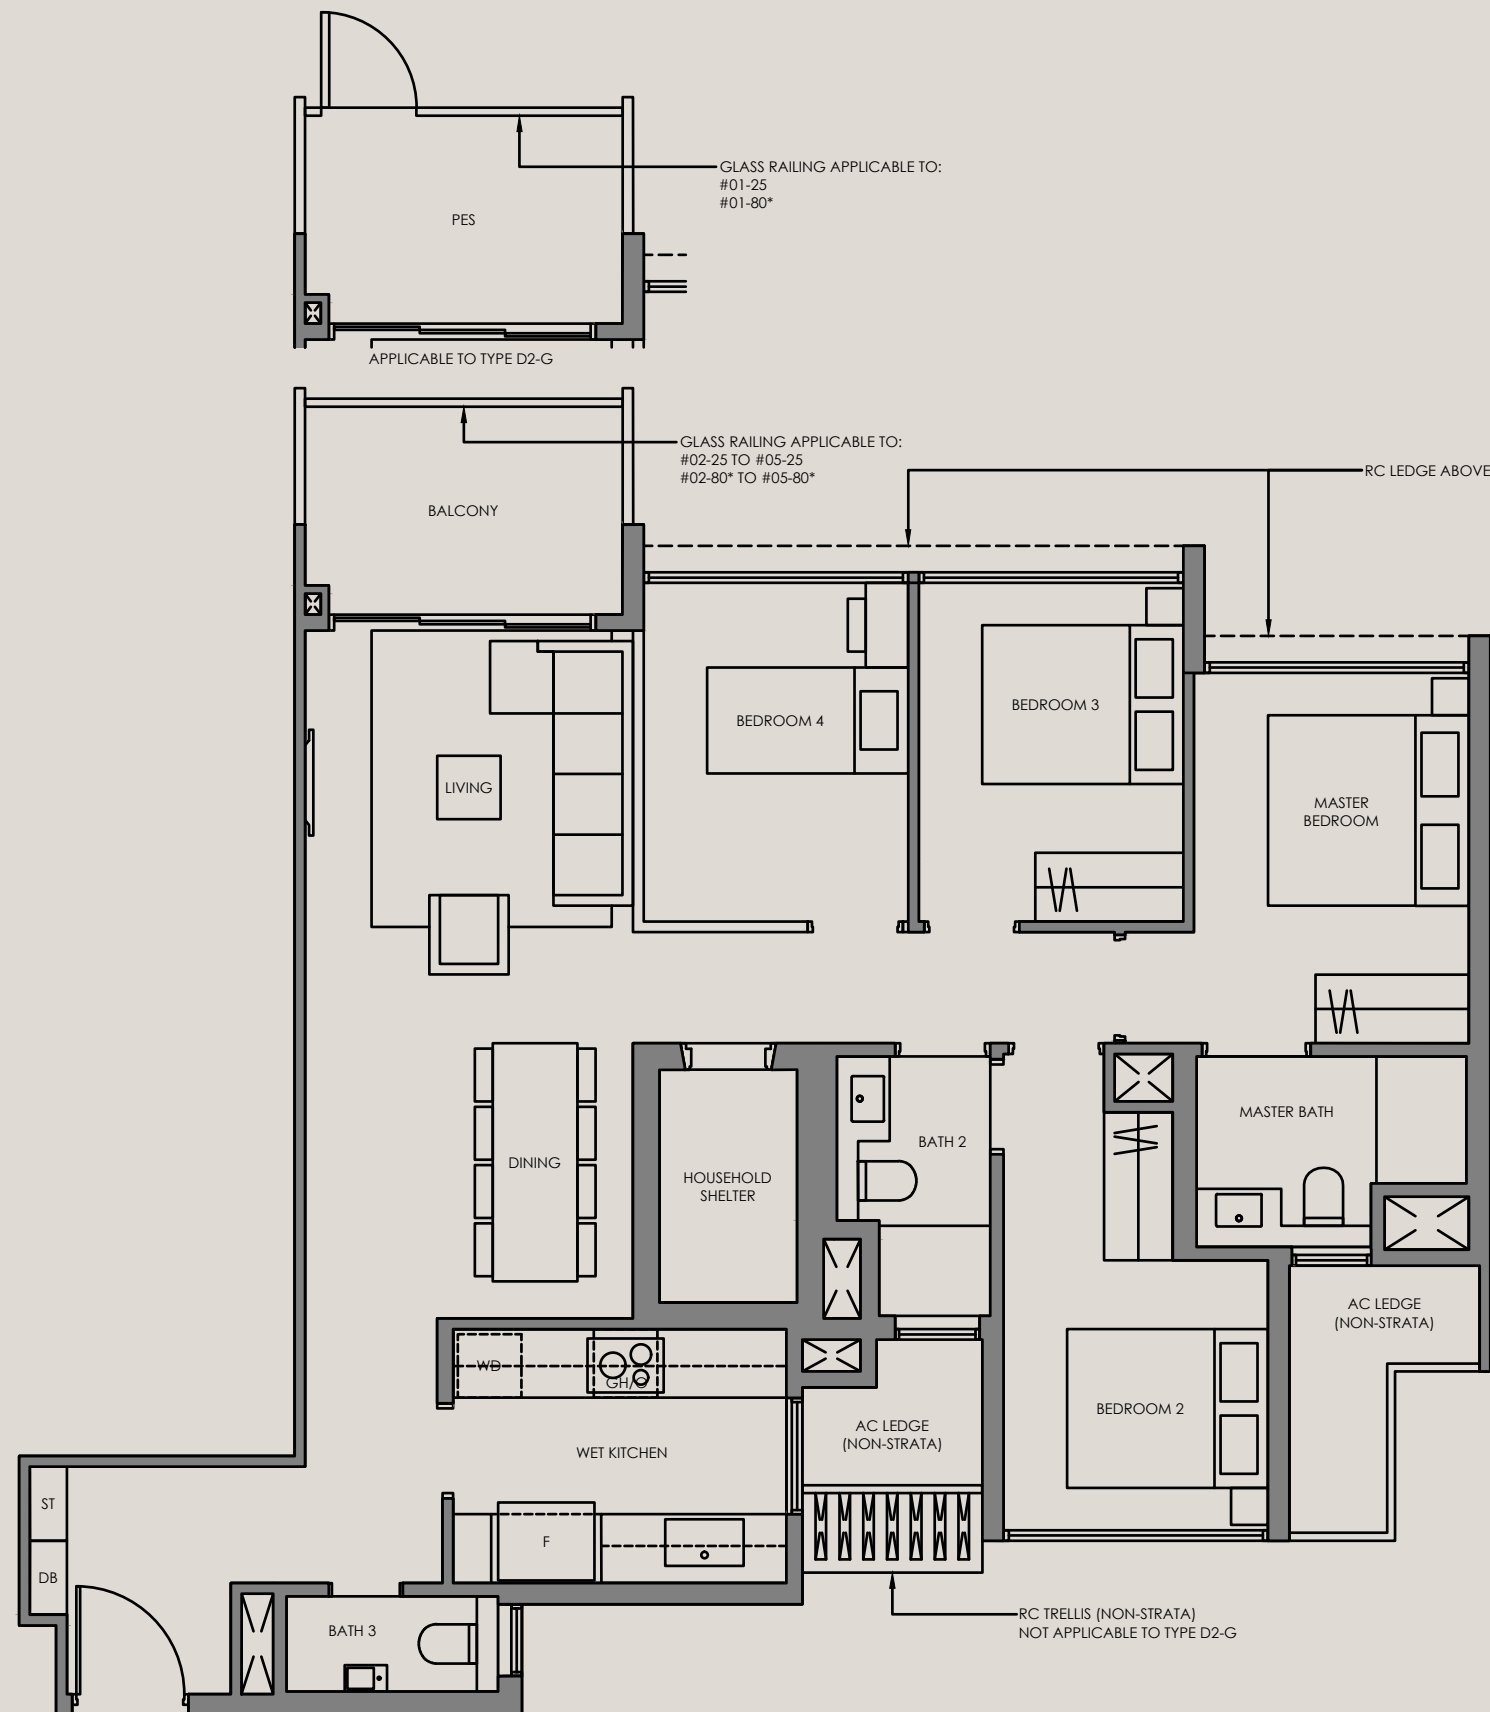 GLASS RAILING APPLICABLE TO:
#01-25
#01-80*
PES
APPLICABLE TO TYPE D2-G
GLASS RAILING APPLICABLE TO:
#02-25 TO #05-25
#02-80* TO #05-80*
RC LEDGE ABOVE
BALCONY
BEDROOM 4
BEDROOM 3
LIVING
MASTER
BEDROOM
DINING
HOUSEHOLD
SHELTER
BATH 2
MASTER BATH
AC LEDGE
(NON-STRATA)
WD
GH/O
BEDROOM 2
AC LEDGE
(NON-STRATA)
WET KITCHEN
ST
F
DB
BATH 3
RC TRELLIS (NON-STRATA)
NOT APPLICABLE TO TYPE D2-G